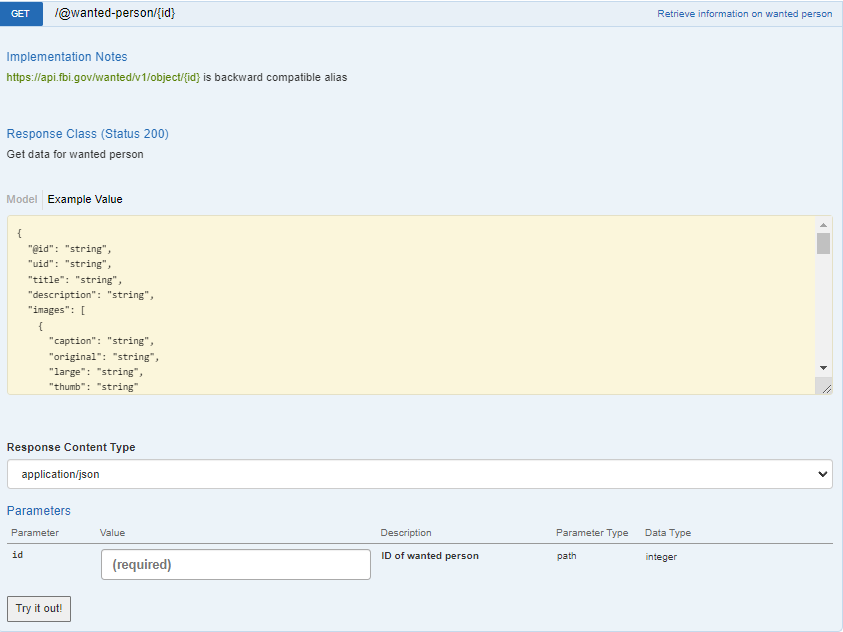 GET /@wanted-person/{id} Retrieve information on wanted person
Implementation Notes
https://api.fbi.gov/wanted/v1/object/{id} is backward compatible alias
Response Class (Status 200)
Get data for wanted person
Model Example Value
{
"@id": "string",
"uid": "string",
"title": "string",
"description": "string",
"images": [
{
"caption": "string",
"original": "string",
"large": "string",
"thumb": "string"
Response Content Type
application/json
Parameters
Parameter Value Description Parameter Type Data Type
id (required) ID of wanted person path integer
Try it out!